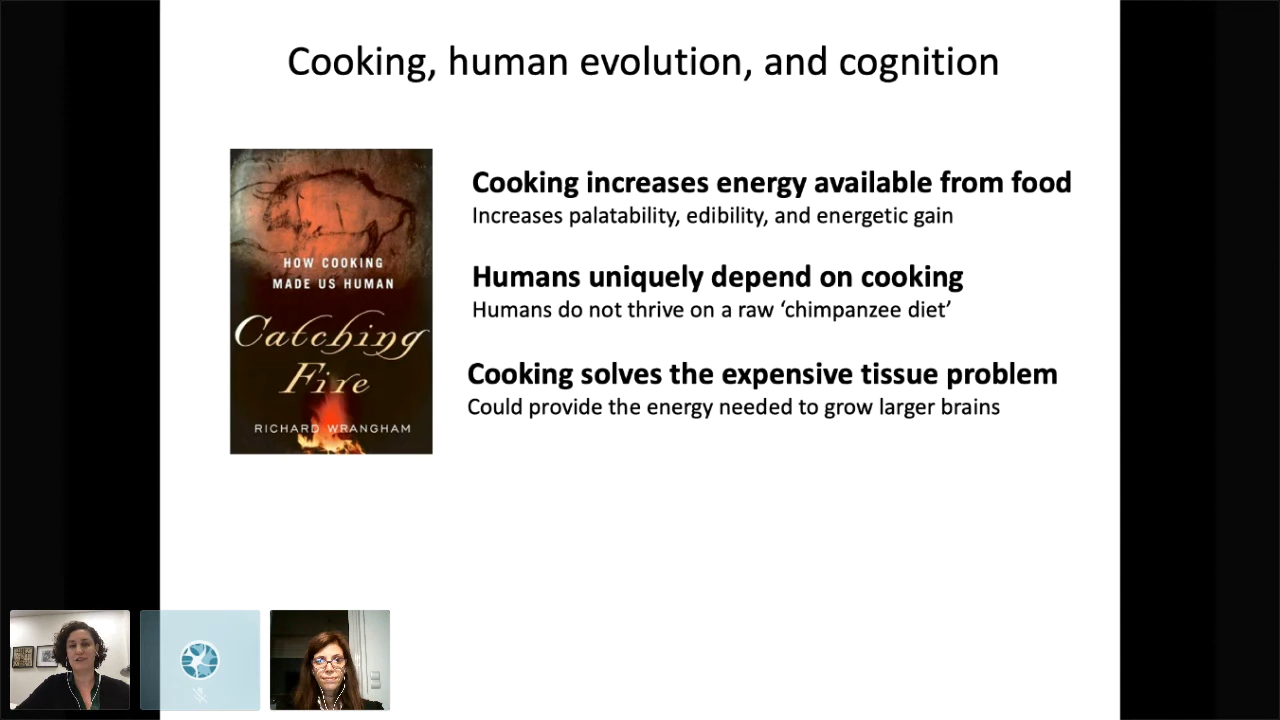 Cooking, human evolution, and cognition
HOW COOKING
MADE US HUMAN
Catching
Fire
RICHARD WRANGHAM
Cooking increases energy available from food
Increases palatability, edibility, and energetic gain
Humans uniquely depend on cooking
Humans do not thrive on a raw ‘chimpanzee diet’
Cooking solves the expensive tissue problem
Could provide the energy needed to grow larger brains